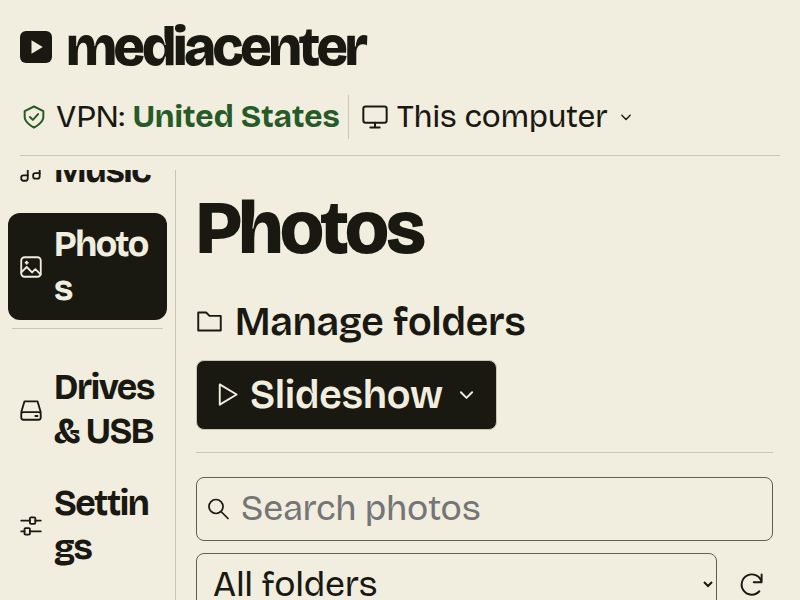 mediacenter
VPN: United States
This computer
Music
Photo
s
Drives
& USB
Settin
gs
Photos
Manage folders
Slideshow
Search photos
All folders